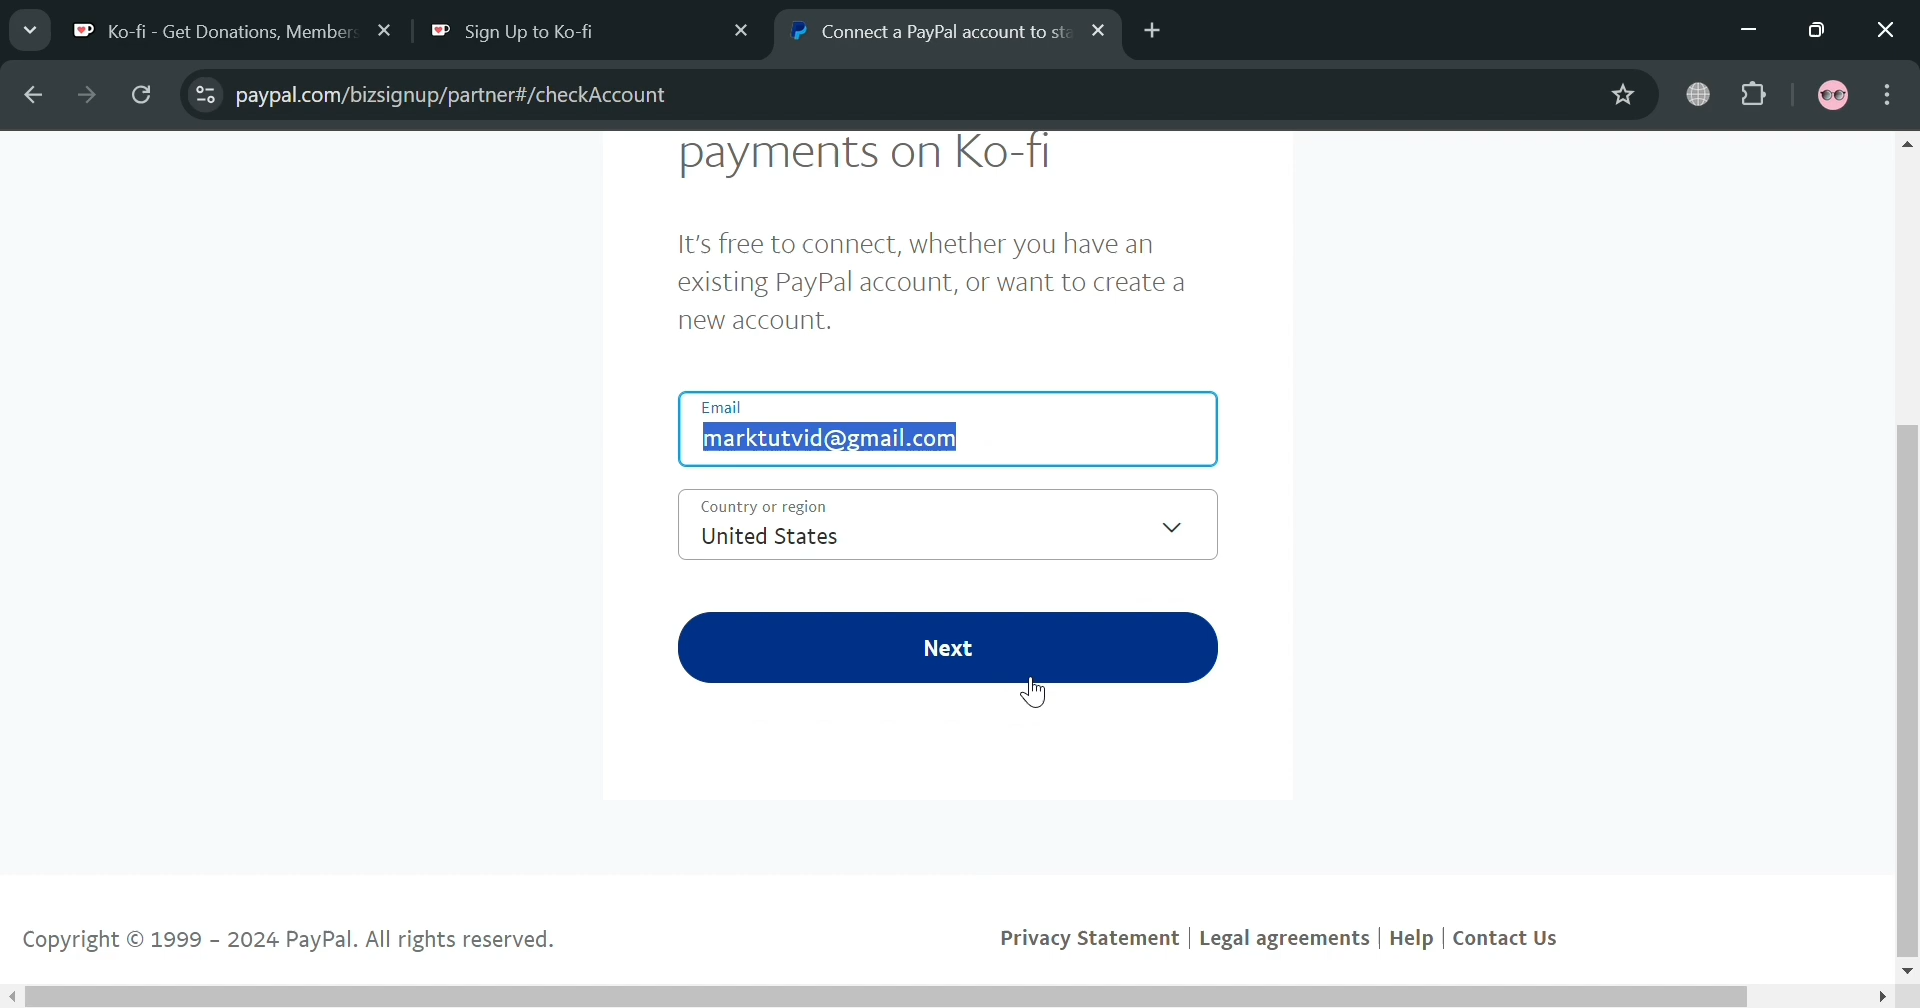 Ko-fi - Get Donations, Members
Sign Up to Ko-fi
Connect a PayPal account to sta
paypal.com/bizsignup/partner#/checkAccount
payments on Ko-fi
It's free to connect, whether you have an
existing PayPal account, or want to create a
new account.
Email
marktutvid@gmail.com
Country or region
United States
Next
Copyright © 1999 – 2024 PayPal. All rights reserved.
Privacy Statement | Legal agreements | Help | Contact Us